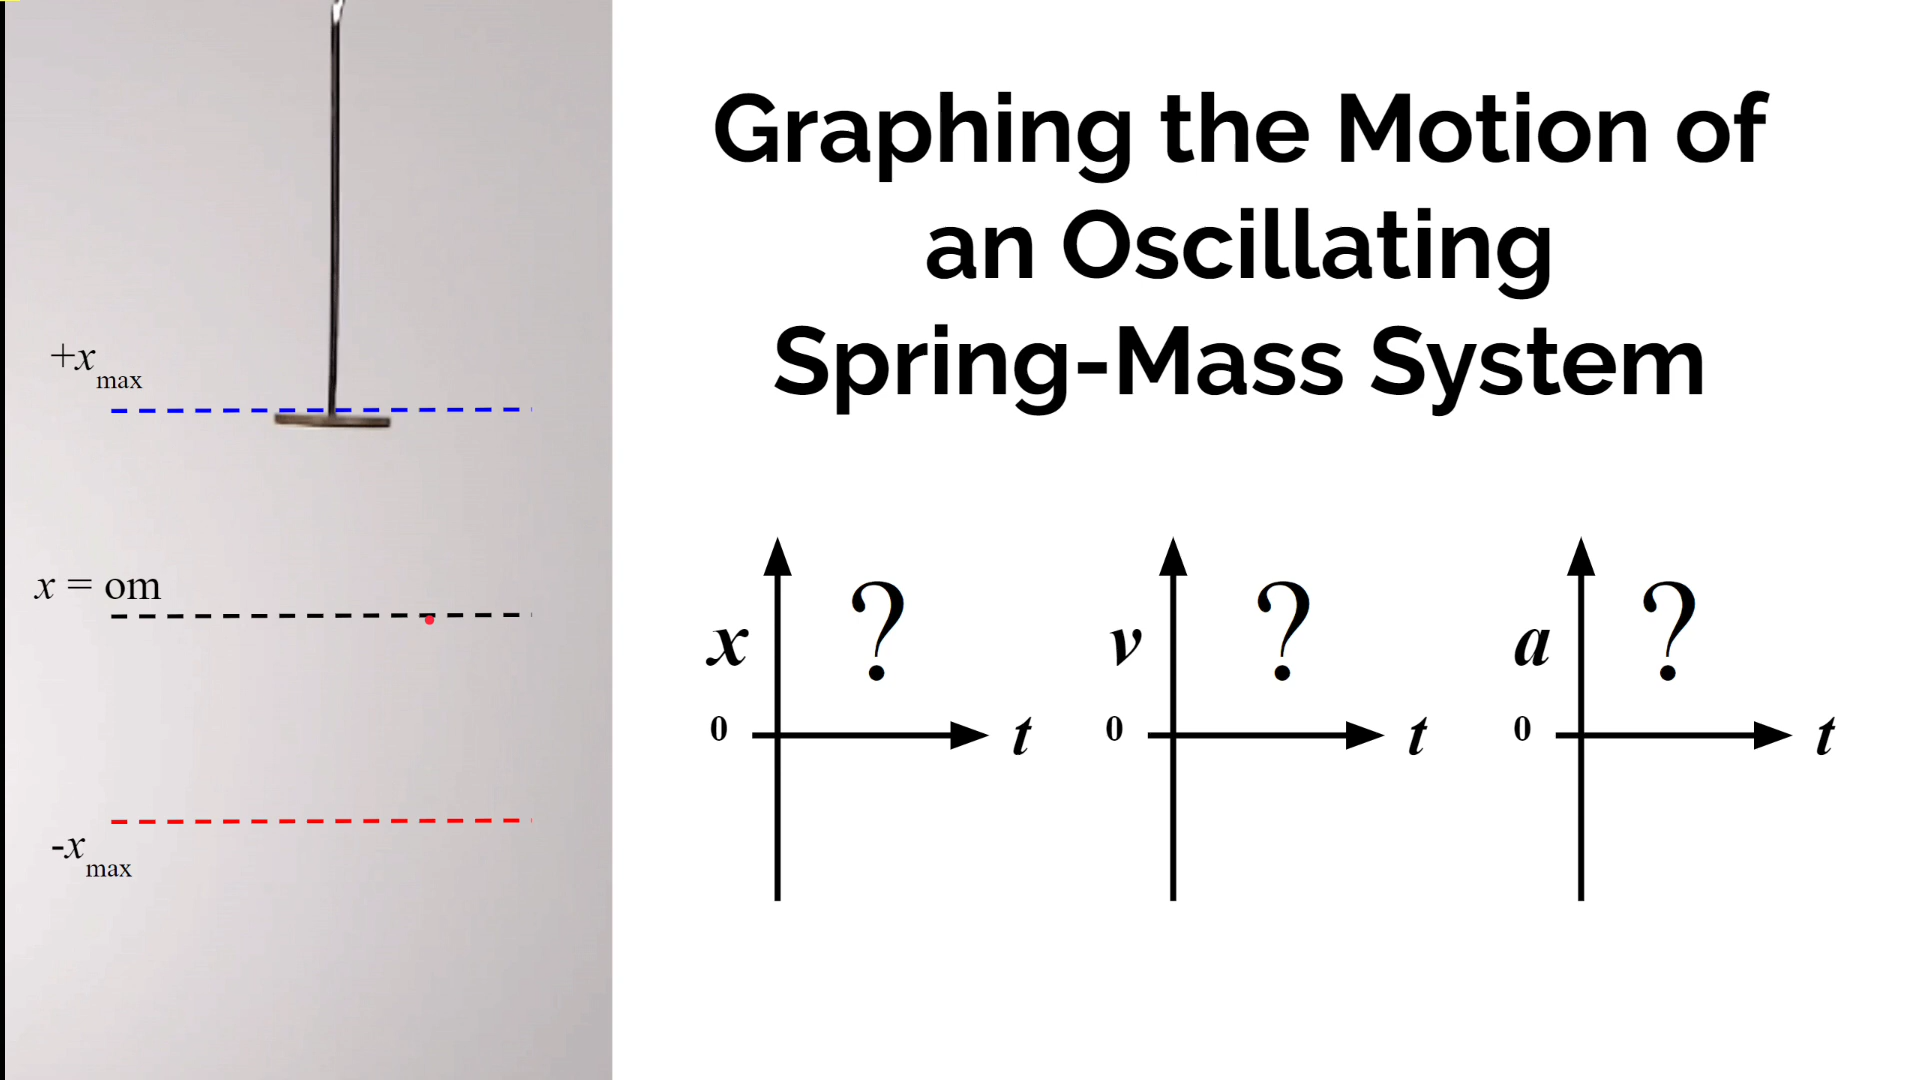 Graphing the Motion of
an Oscillating
Spring-Mass System
+x max
x = om
-x max
x ? 0 t
v ? 0 t
a ? 0 t